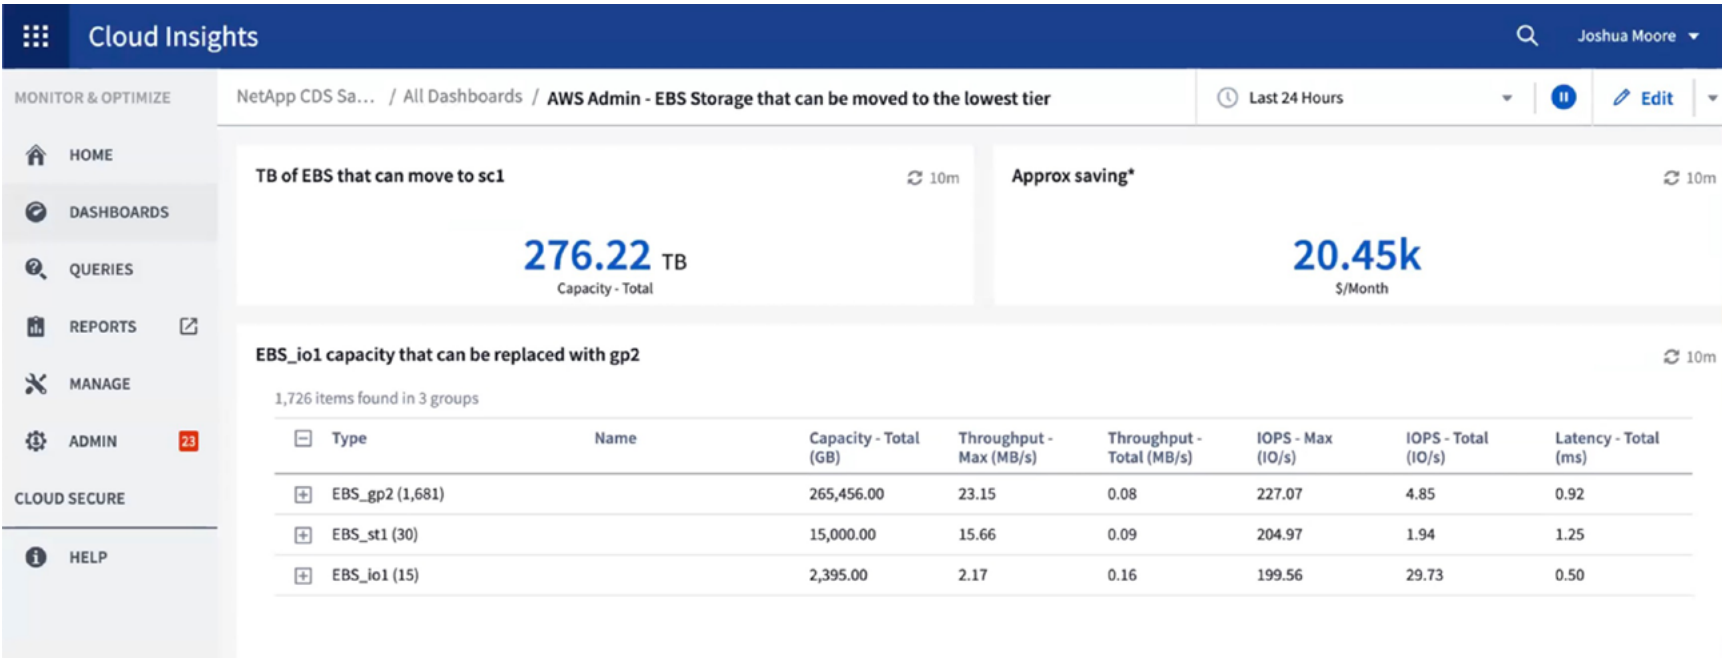 Cloud Insights
Joshua Moore
MONITOR & OPTIMIZE
NetApp CDS Sa... / All Dashboards / AWS Admin - EBS Storage that can be moved to the lowest tier
Last 24 Hours
Edit
HOME
DASHBOARDS
QUERIES
REPORTS
MANAGE
ADMIN 23
CLOUD SECURE
HELP
TB of EBS that can move to sc1
10m
276.22 TB
Capacity - Total
Approx saving*
10m
20.45k
$/Month
EBS_io1 capacity that can be replaced with gp2
10m
1,726 items found in 3 groups
Type Name Capacity - Total (GB) Throughput - Max (MB/s) Throughput - Total (MB/s) IOPS - Max (IO/s) IOPS - Total (IO/s) Latency - Total (ms)
EBS_gp2 (1,681) 265,456.00 23.15 0.08 227.07 4.85 0.92
EBS_st1 (30) 15,000.00 15.66 0.09 204.97 1.94 1.25
EBS_io1 (15) 2,395.00 2.17 0.16 199.56 29.73 0.50